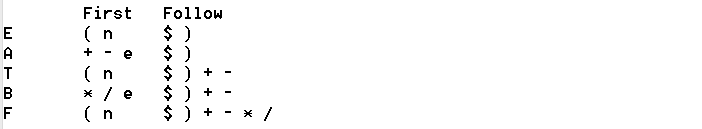 First Follow
E ( n $ )
A + - e $ )
T ( n $ ) + -
B * / e $ ) + -
F ( n $ ) + - * /